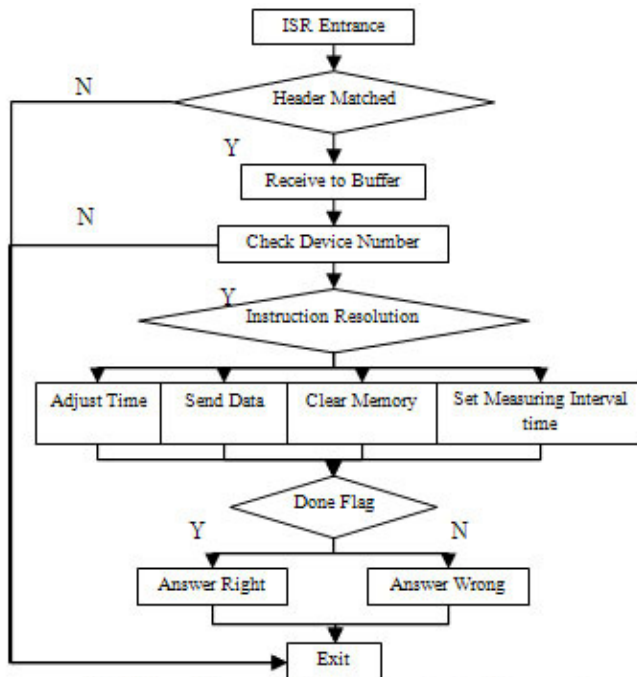 ISR Entrance
N
Header Matched
Y
Receive to Buffer
N
Check Device Number
Y
Instruction Resolution
Adjust Time
Send Data
Clear Memory
Set Measuring Interval
time
Done Flag
Y
N
Answer Right
Answer Wrong
Exit